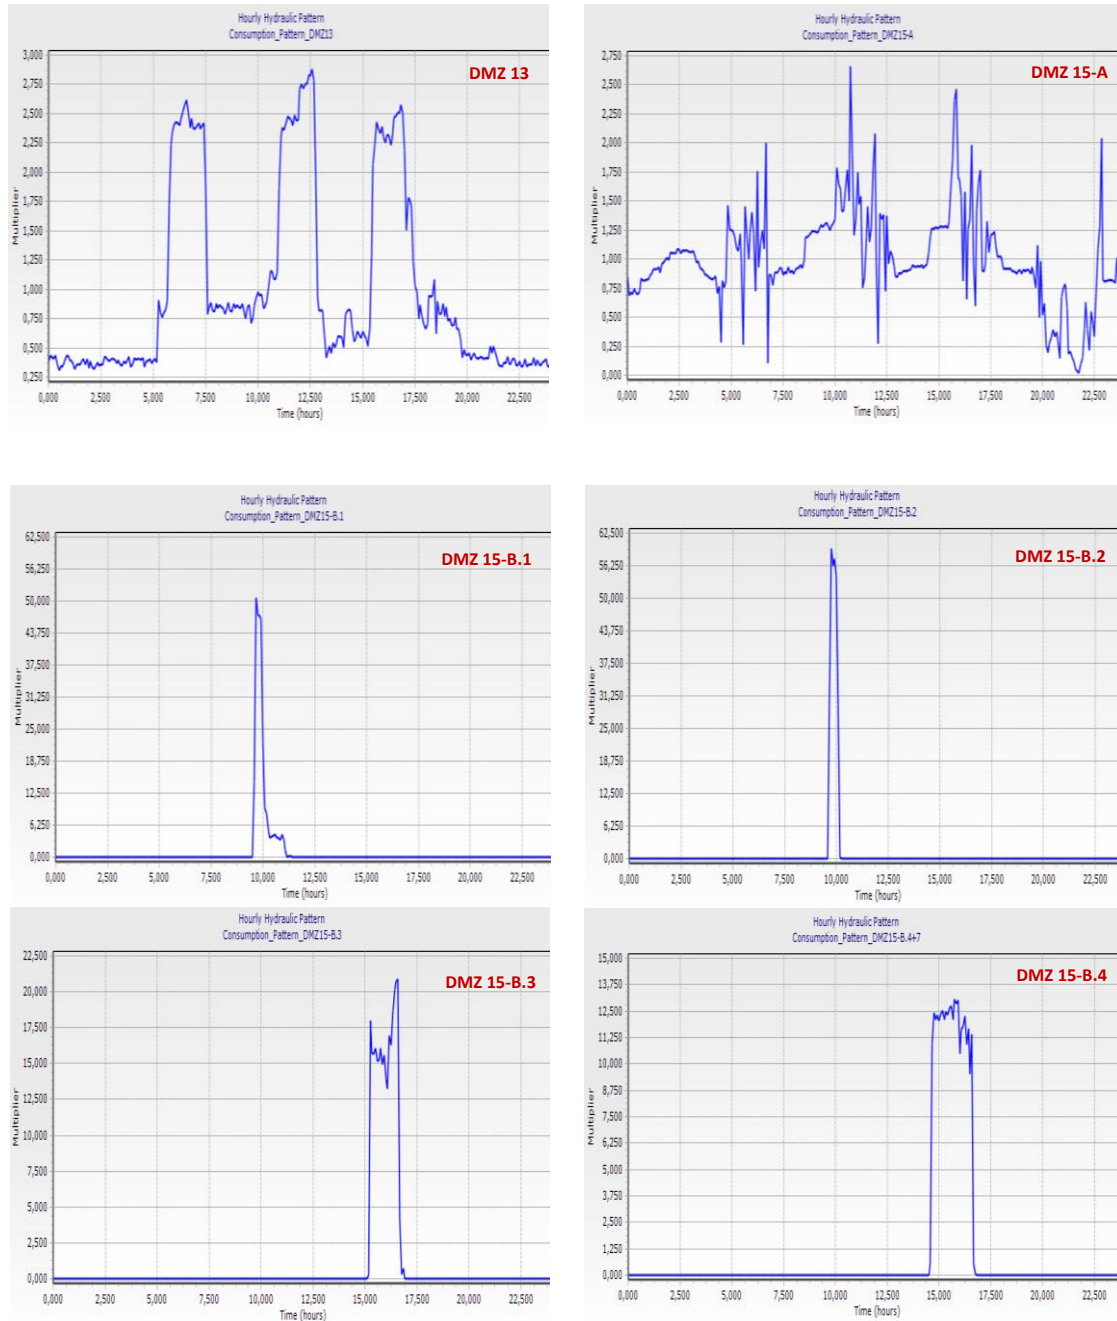 Hourly Hydraulic Pattern
Consumption_Pattern_DMZ13
DMZ 13
Multiplier
3,000
2,750
2,500
2,250
2,000
1,750
1,500
1,250
1,000
0,750
0,500
0,250
0,000 2,500 5,000 7,500 10,000 12,500 15,000 17,500 20,000 22,500
Time (hours)
Hourly Hydraulic Pattern
Consumption_Pattern_DMZ15-A
DMZ 15-A
Multiplier
2,750
2,500
2,250
2,000
1,750
1,500
1,250
1,000
0,750
0,500
0,250
0,000
0,000 2,500 5,000 7,500 10,000 12,500 15,000 17,500 20,000 22,500
Time (hours)
Hourly Hydraulic Pattern
Consumption_Pattern_DMZ15-B.1
DMZ 15-B.1
Multiplier
62,500
56,250
50,000
43,750
37,500
31,250
25,000
18,750
12,500
6,250
0,000
0,000 2,500 5,000 7,500 10,000 12,500 15,000 17,500 20,000 22,500
Time (hours)
Hourly Hydraulic Pattern
Consumption_Pattern_DMZ15-B.2
DMZ 15-B.2
Multiplier
62,500
56,250
50,000
43,750
37,500
31,250
25,000
18,750
12,500
6,250
0,000
0,000 2,500 5,000 7,500 10,000 12,500 15,000 17,500 20,000 22,500
Time (hours)
Hourly Hydraulic Pattern
Consumption_Pattern_DMZ15-B.3
DMZ 15-B.3
Multiplier
22,500
20,000
17,500
15,000
12,500
10,000
7,500
5,000
2,500
0,000
0,000 2,500 5,000 7,500 10,000 12,500 15,000 17,500 20,000 22,500
Time (hours)
Hourly Hydraulic Pattern
Consumption_Pattern_DMZ15-B.4+7
DMZ 15-B.4
Multiplier
15,000
13,750
12,500
11,250
10,000
8,750
7,500
6,250
5,000
3,750
2,500
1,250
0,000
0,000 2,500 5,000 7,500 10,000 12,500 15,000 17,500 20,000 22,500
Time (hours)